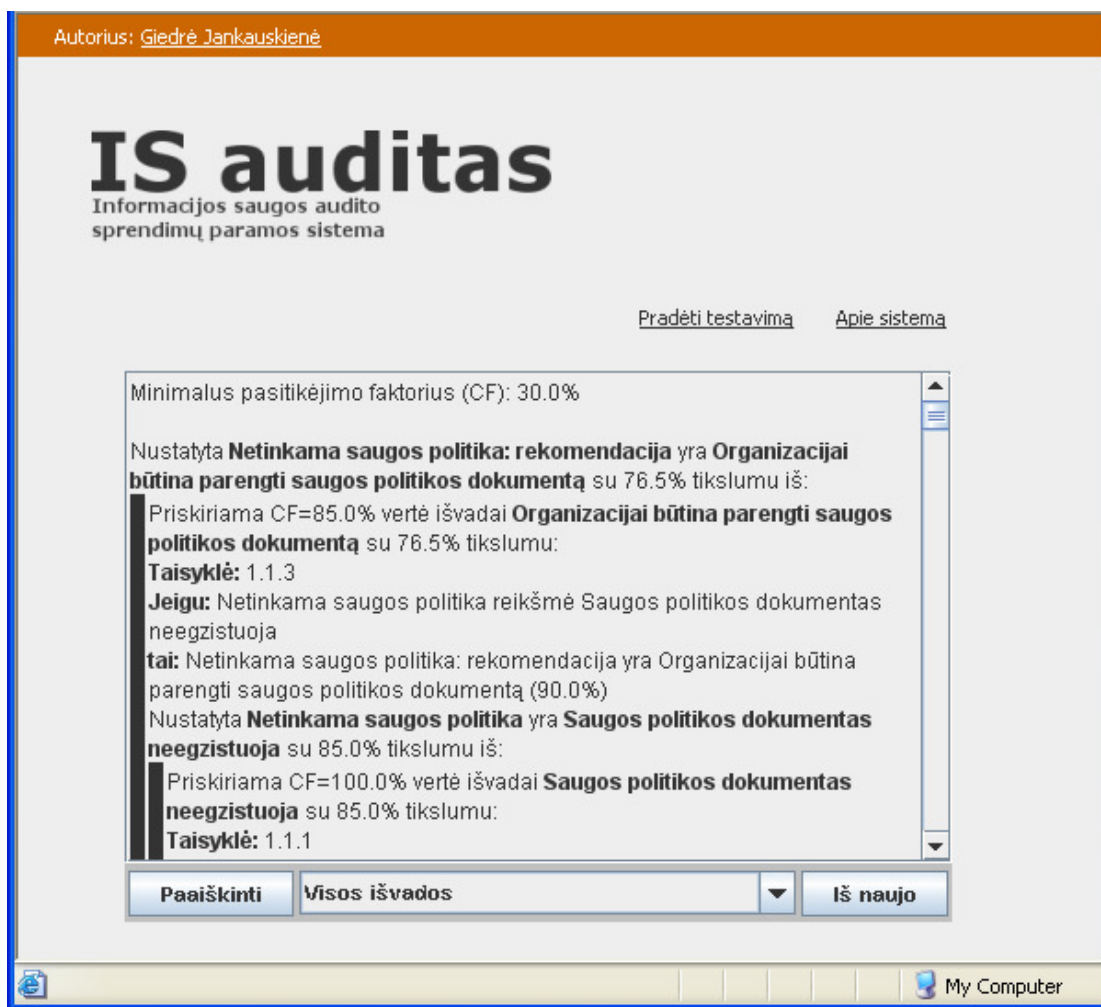 Autorius: Giedrė Jankauskienė
IS auditas
Informacijos saugos audito
sprendimų paramos sistema
Pradėti testavimą Apie sistemą
Minimalus pasitikėjimo faktorius (CF): 30.0%
Nustatyta Netinkama saugos politika: rekomendacija yra Organizacijai
būtina parengti saugos politikos dokumentą su 76.5% tikslumu iš:
Priskiriama CF=85.0% vertė išvadai Organizacijai būtina parengti saugos
politikos dokumentą su 76.5% tikslumu:
Taisyklė: 1.1.3
Jeigu: Netinkama saugos politika reikšmė Saugos politikos dokumentas
neegzistuoja
tai: Netinkama saugos politika: rekomendacija yra Organizacijai būtina
parengti saugos politikos dokumentą (90.0%)
Nustatyta Netinkama saugos politika yra Saugos politikos dokumentas
neegzistuoja su 85.0% tikslumu iš:
Priskiriama CF=100.0% vertė išvadai Saugos politikos dokumentas
neegzistuoja su 85.0% tikslumu:
Taisyklė: 1.1.1
Paaiškinti Visos išvados Iš naujo
My Computer